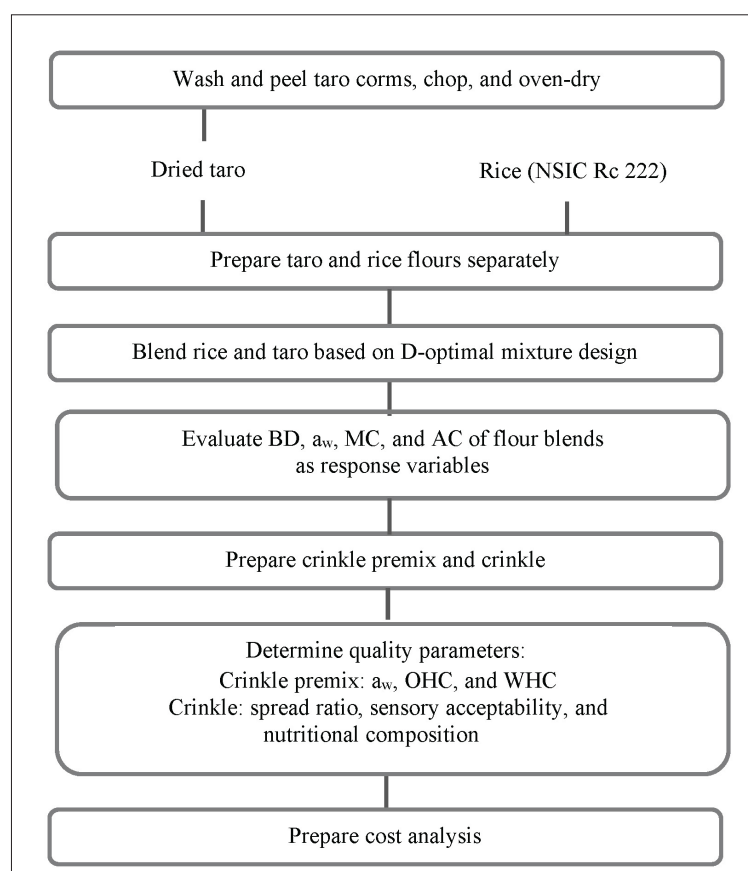 Wash and peel taro corms, chop, and oven-dry
Dried taro
Rice (NSIC Rc 222)
Prepare taro and rice flours separately
Blend rice and taro based on D-optimal mixture design
Evaluate BD, aw, MC, and AC of flour blends
as response variables
Prepare crinkle premix and crinkle
Determine quality parameters:
Crinkle premix: aw, OHC, and WHC
Crinkle: spread ratio, sensory acceptability, and
nutritional composition
Prepare cost analysis